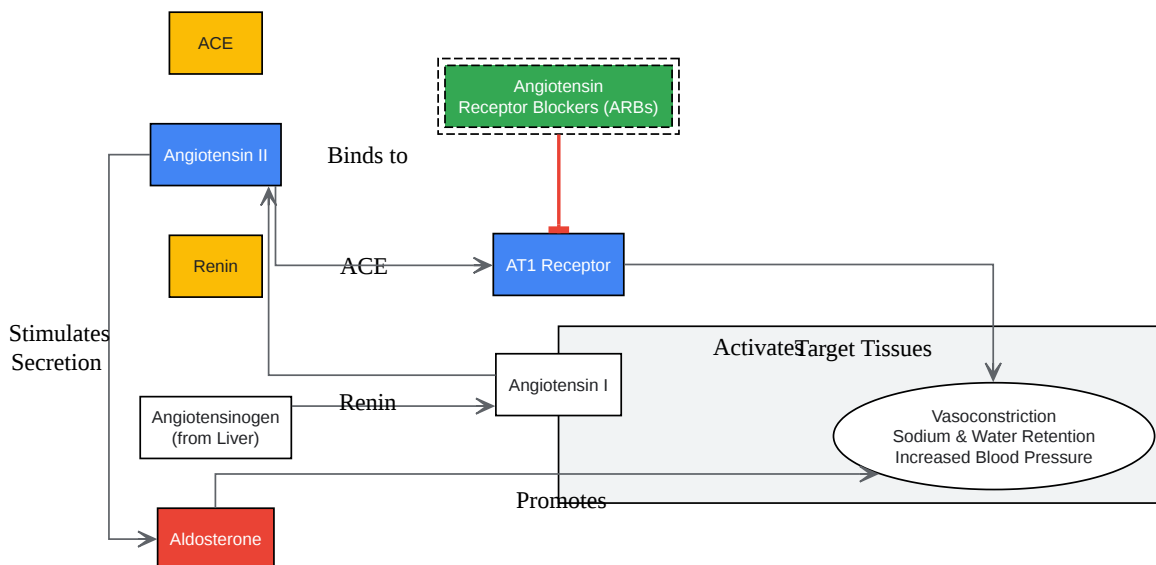 ACE
Angiotensin
Receptor Blockers (ARBs)
Angiotensin II
Binds to
Renin
ACE
AT1 Receptor
Stimulates
Secretion
Activates
Target Tissues
Angiotensin I
Renin
Angiotensinogen
(from Liver)
Vasoconstriction
Sodium & Water Retention
Increased Blood Pressure
Promotes
Aldosterone